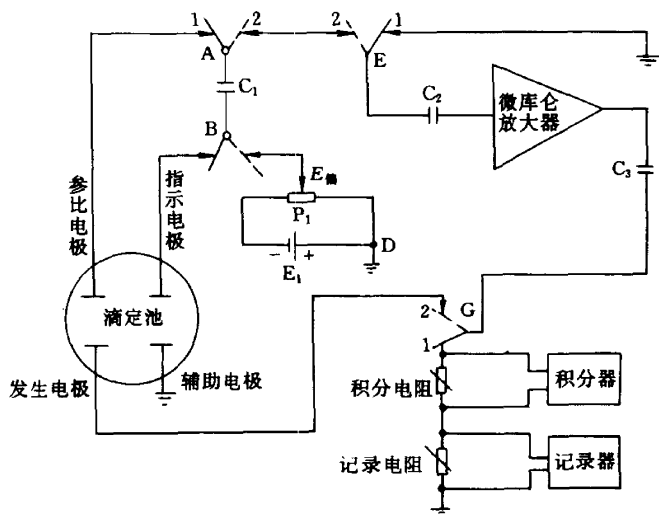 1
2
A
2
1
E
C₁
C₂
微库仑
放大器
C₃
B
参比电极
指示电极
E偏
P₁
E₁
- +
D
滴定池
发生电极
辅助电极
2
G
1
积分电阻
积分器
记录电阻
记录器